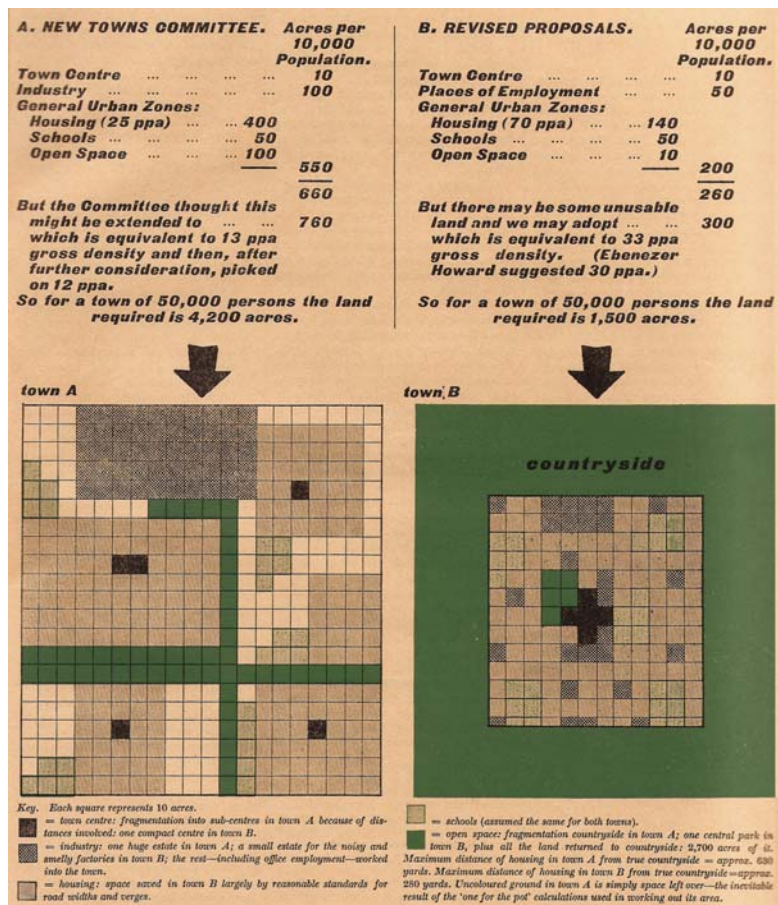 A. NEW TOWNS COMMITTEE. Acres per
10,000
Population.
Town Centre ... ... ... ... 10
Industry ... ... ... ... 100
General Urban Zones:
Housing (25 ppa) ... ... 400
Schools ... ... ... ... 50
Open Space ... ... ... 100
550
660
But the Committee thought this
might be extended to ... ... 760
which is equivalent to 13 ppa
gross density and then, after
further consideration, picked
on 12 ppa.
So for a town of 50,000 persons the land
required is 4,200 acres.
B. REVISED PROPOSALS. Acres per
10,000
Population.
Town Centre ... ... ... ... 10
Places of Employment ... 50
General Urban Zones:
Housing (70 ppa) ... ... 140
Schools ... ... ... ... 50
Open Space ... ... ... 10
200
260
But there may be some unusable
land and we may adopt ... ... 300
which is equivalent to 33 ppa
gross density. (Ebenezer
Howard suggested 30 ppa.)
So for a town of 50,000 persons the land
required is 1,500 acres.
town A
town B
countryside
Key. Each square represents 10 acres.
= town centre: fragmentation into sub-centres in town A because of dis-
tances involved: one compact centre in town B.
= industry: one huge estate in town A; a small estate for the noisy and
smelly factories in town B; the rest—including office employment—worked
into the town.
= housing: space saved in town B largely by reasonable standards for
road widths and verges.
= schools (assumed the same for both towns).
= open space: fragmentation countryside in town A; one central park in
town B, plus all the land returned to countryside: 2,700 acres of it.
Maximum distance of housing in town A from true countryside = approx. 630
yards. Maximum distance of housing in town B from true countryside=approx.
280 yards. Uncoloured ground in town A is simply space left over—the inevitable
result of the 'one for the pot' calculations used in working out its area.